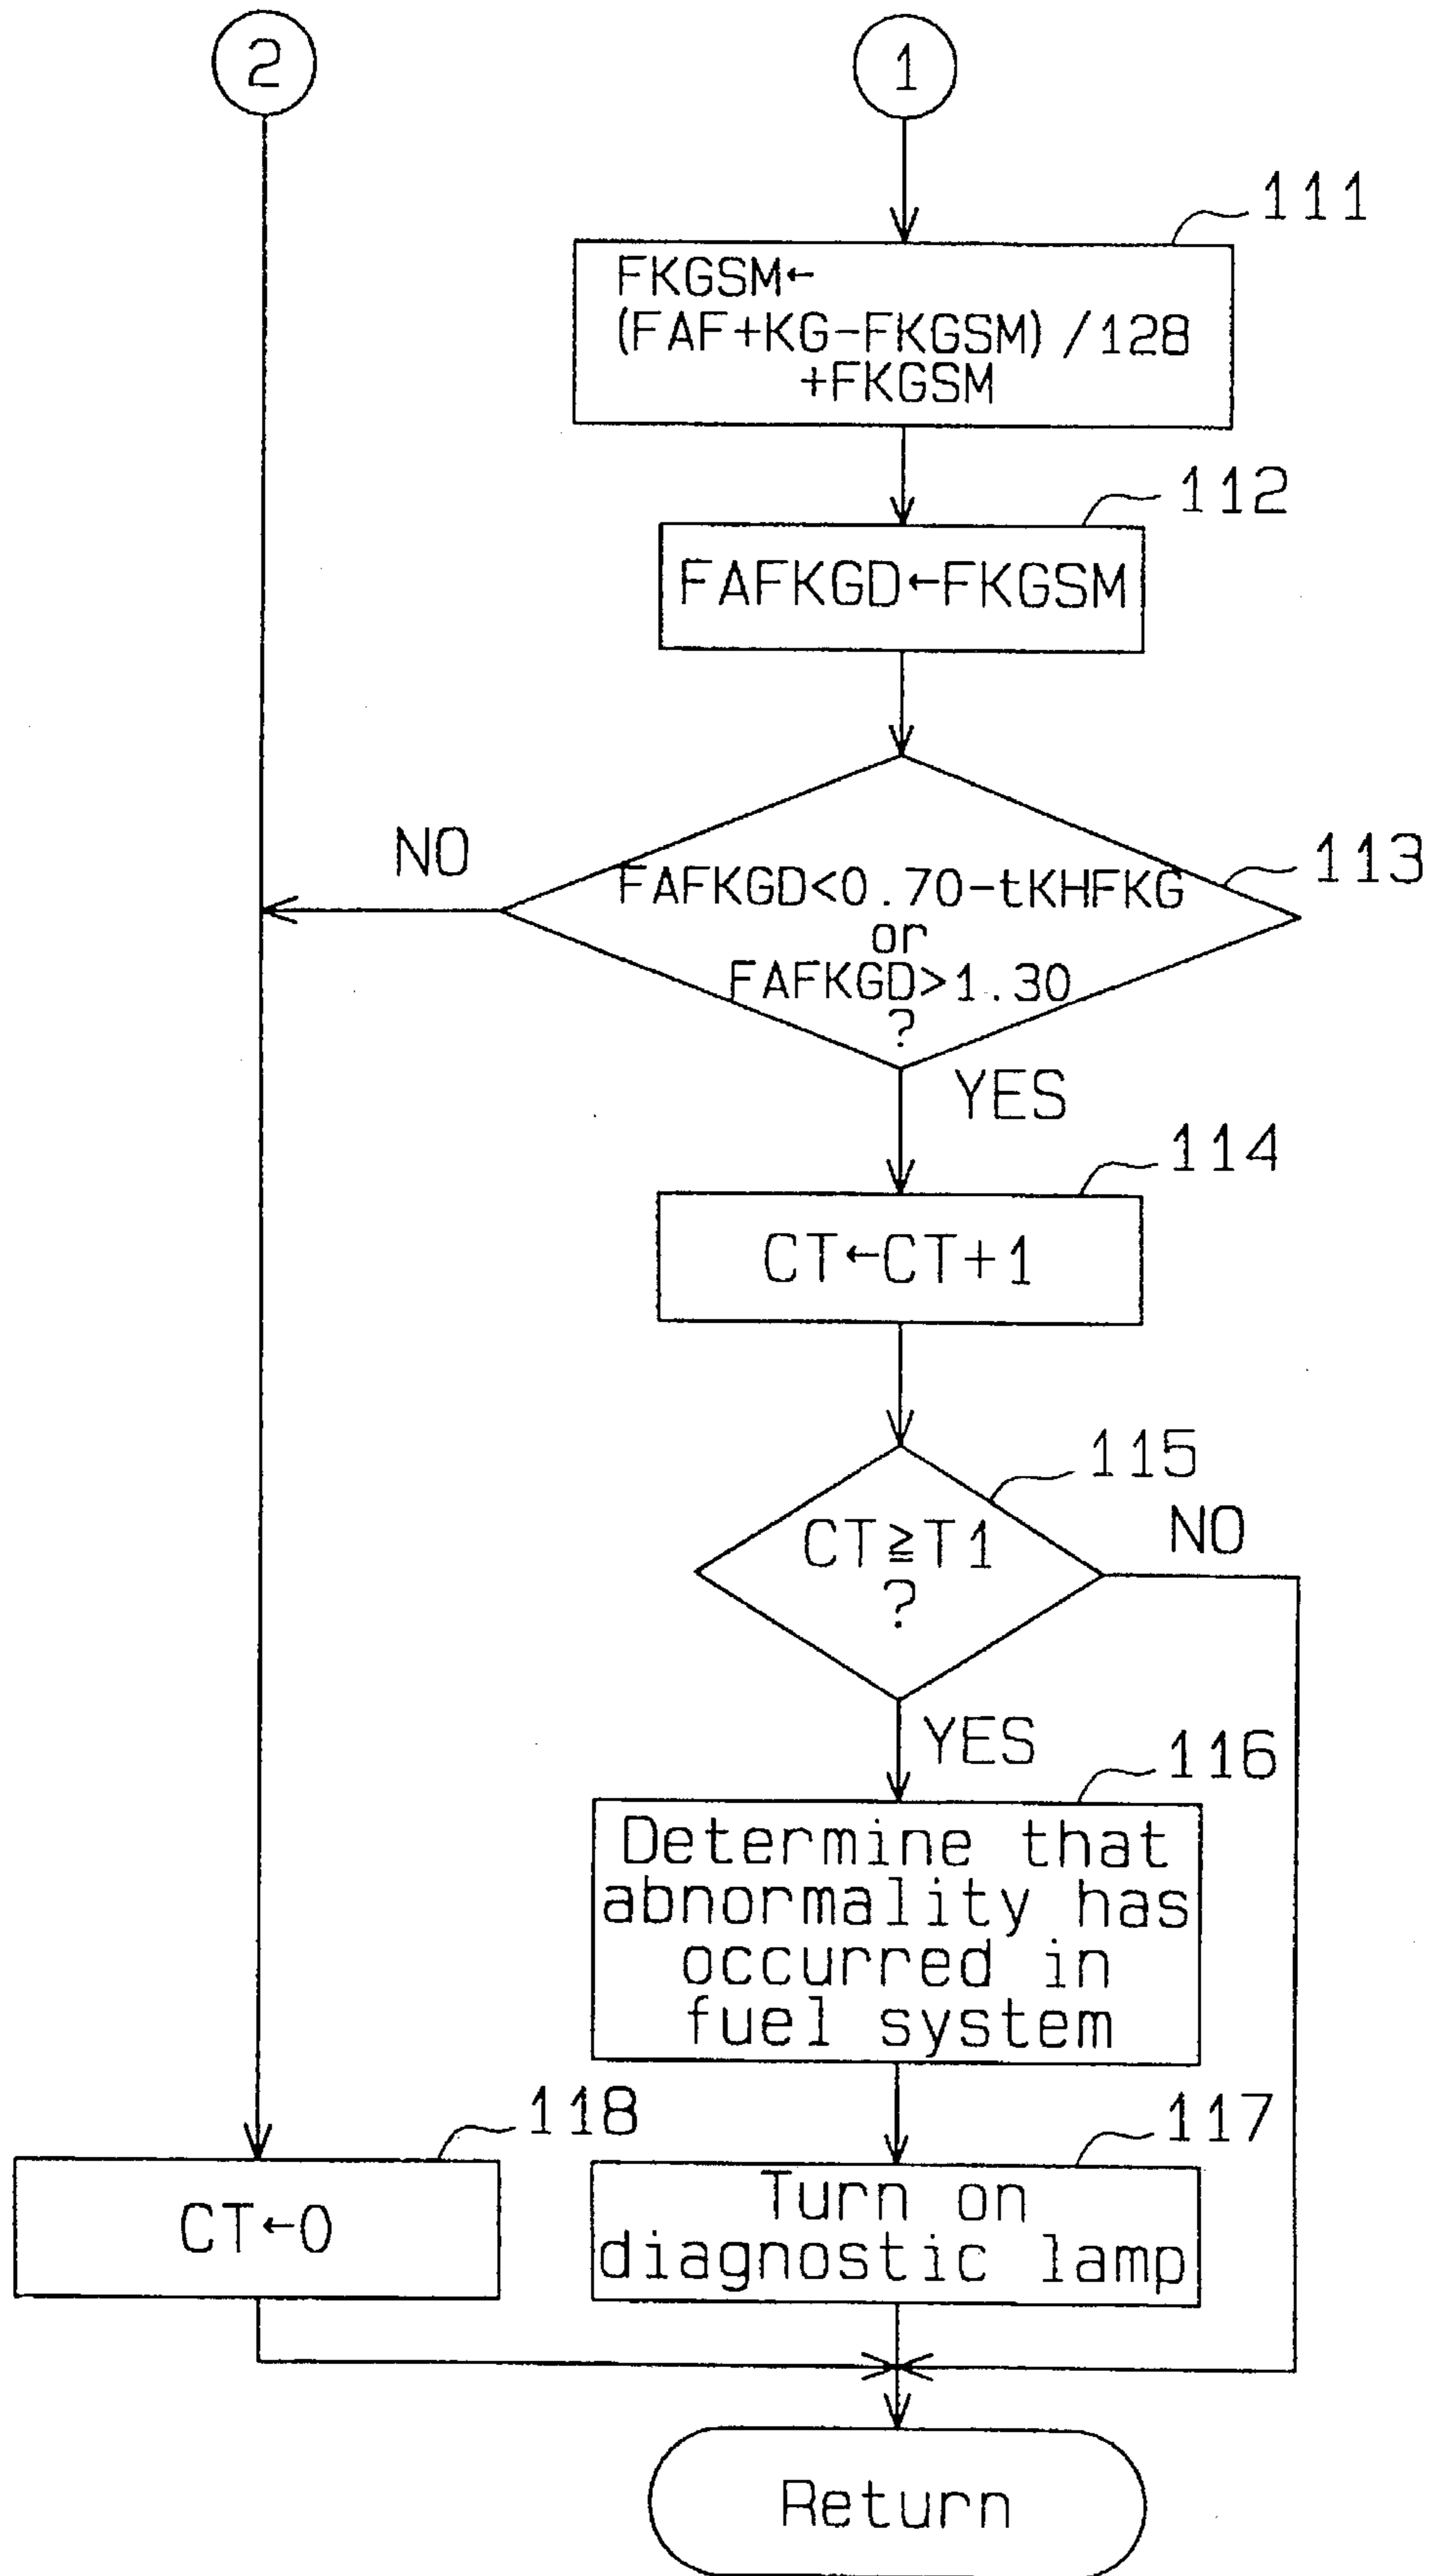 2
1
111
FKGSM←
(FAF+KG-FKGSM)/128
+FKGSM
112
FAFKGD←FKGSM
NO
113
FAFKGD<0.70-tKHFKG
or
FAFKGD>1.30
?
YES
114
CT←CT+1
115
CT≧T1
?
NO
YES
116
Determine that
abnormality has
occurred in
fuel system
118
117
CT←0
Turn on
diagnostic lamp
Return